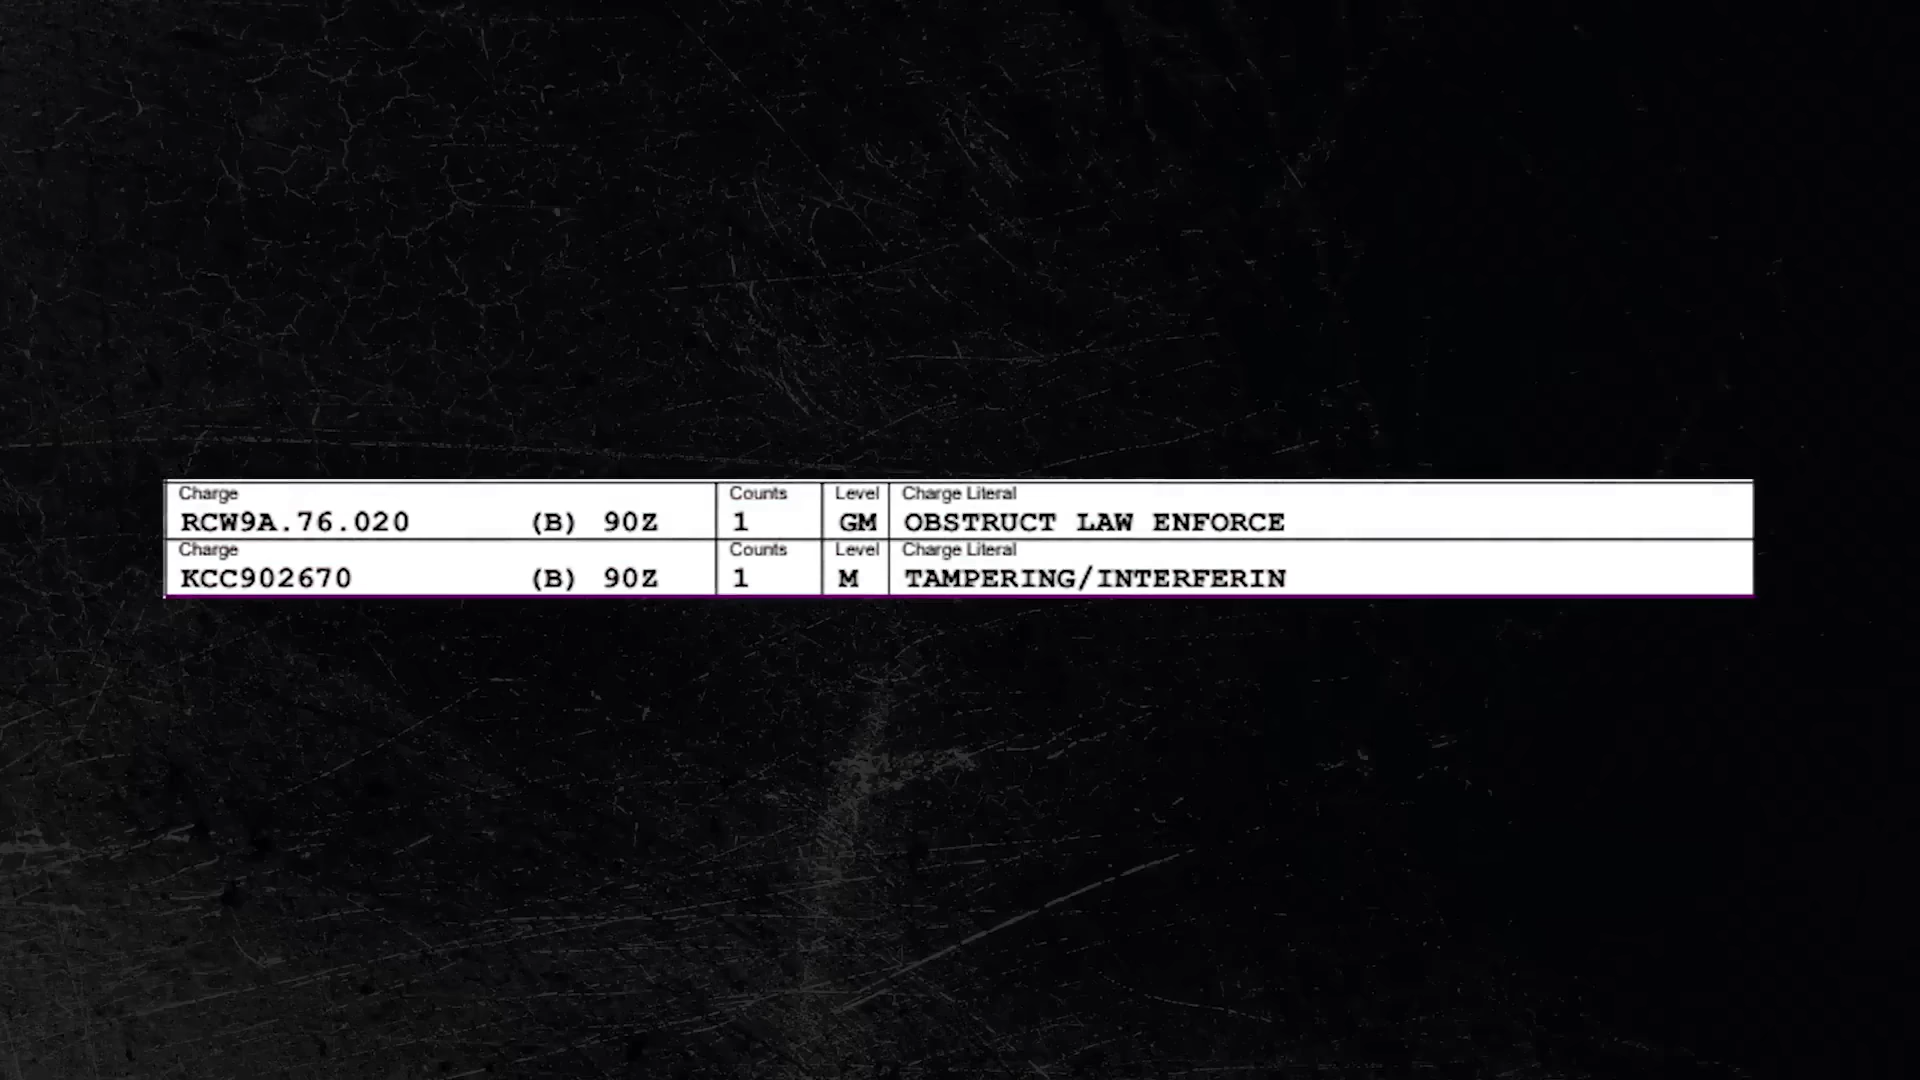 Charge Counts Level Charge Literal
RCW9A.76.020 (B) 90Z 1 GM OBSTRUCT LAW ENFORCE
Charge Counts Level Charge Literal
KCC902670 (B) 90Z 1 M TAMPERING/INTERFERIN